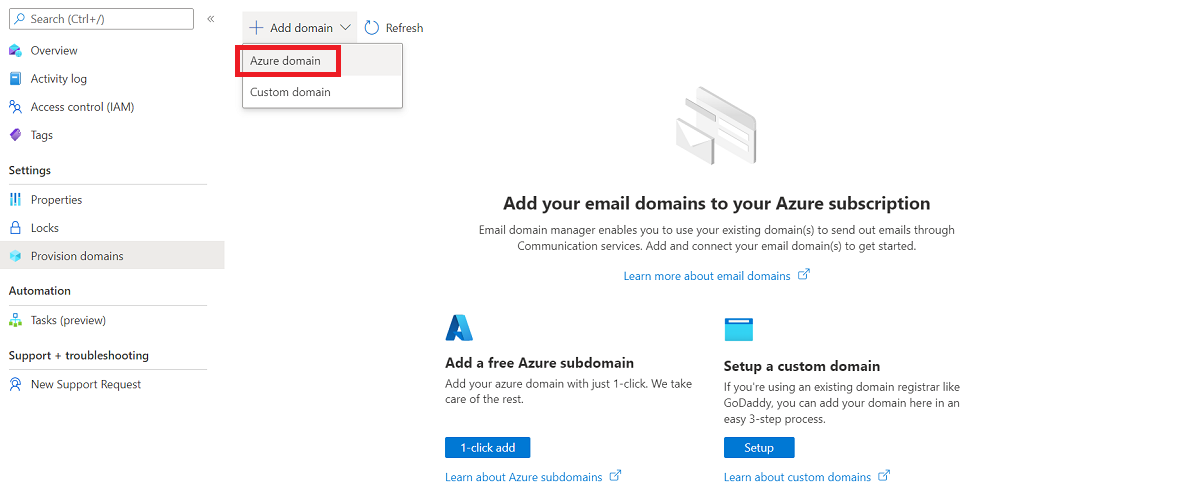 Search (Ctrl+/)
«
Overview
Activity log
Access control (IAM)
Tags
Settings
Properties
Locks
Provision domains
Automation
Tasks (preview)
Support + troubleshooting
New Support Request
Add domain
Refresh
Azure domain
Custom domain
Add your email domains to your Azure subscription
Email domain manager enables you to use your existing domain(s) to send out emails through
Communication services. Add and connect your email domain(s) to get started.
Learn more about email domains
Add a free Azure subdomain
Add your azure domain with just 1-click. We take
care of the rest.
1-click add
Learn about Azure subdomains
Setup a custom domain
If you're using an existing domain registrar like
GoDaddy, you can add your domain here in an
easy 3-step process.
Setup
Learn about custom domains